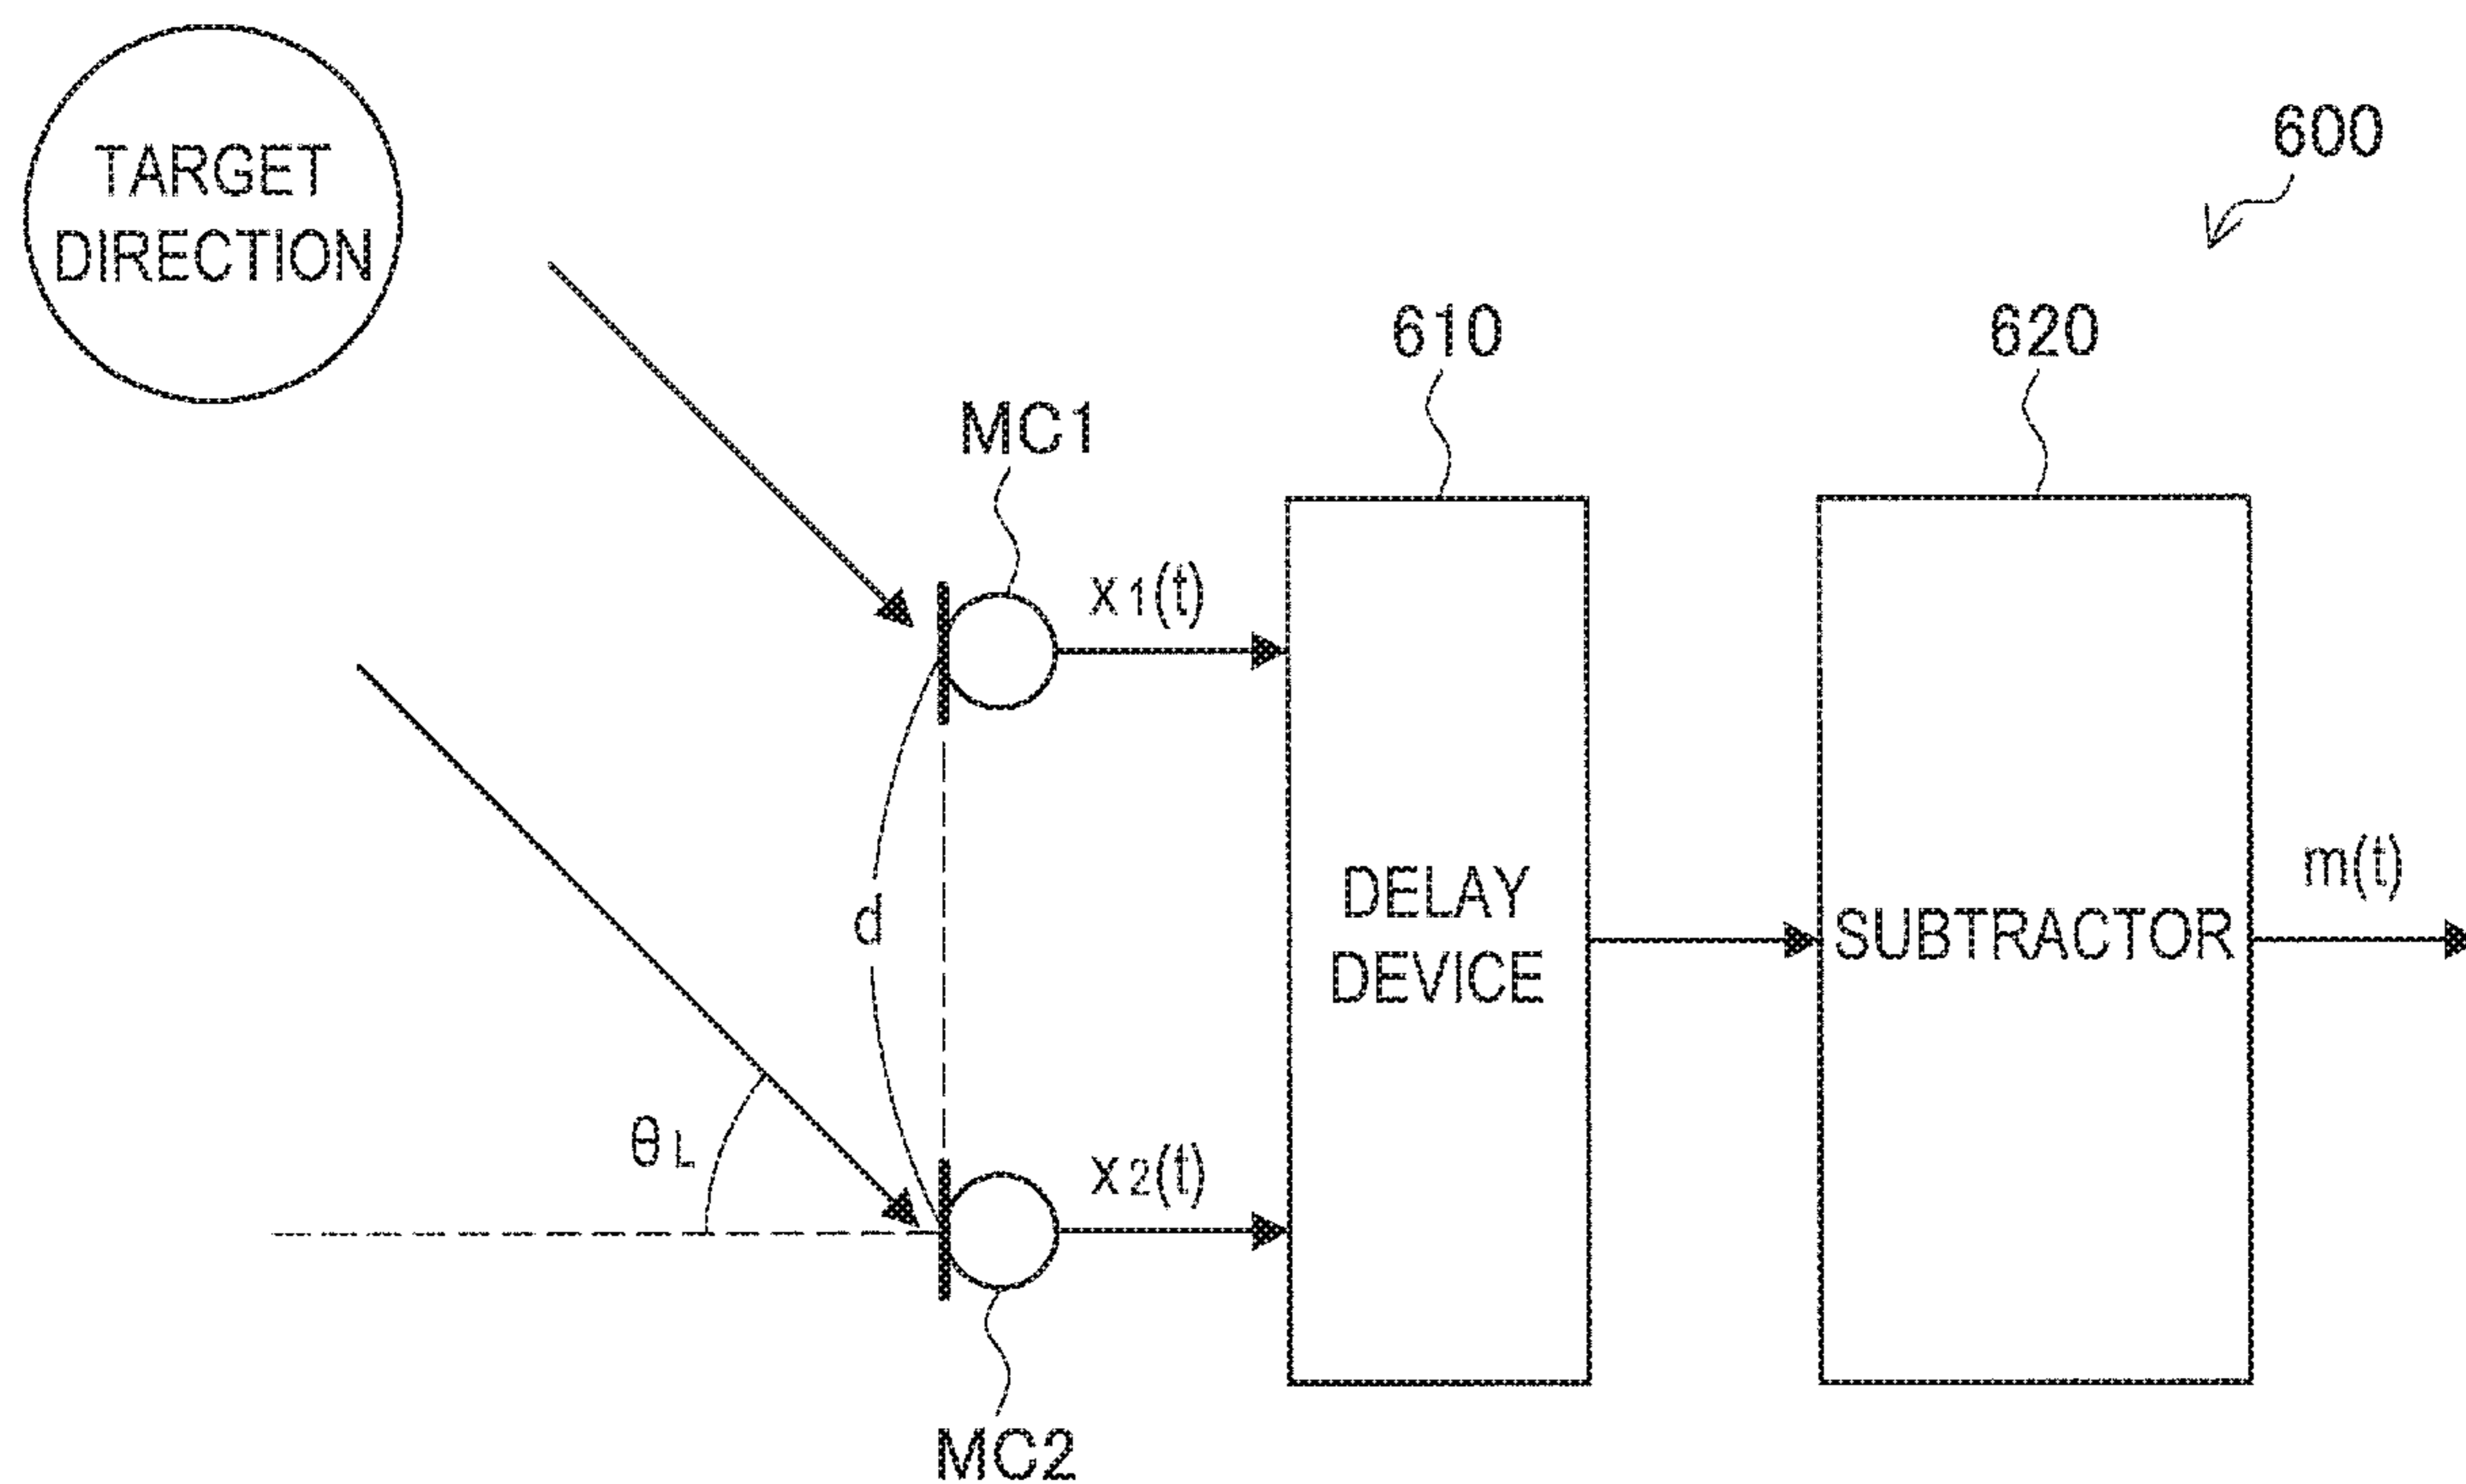 TARGET
DIRECTION
600
610
620
MC1
x1(t)
d
DELAY
DEVICE
SUBTRACTOR
m(t)
θL
x2(t)
MC2